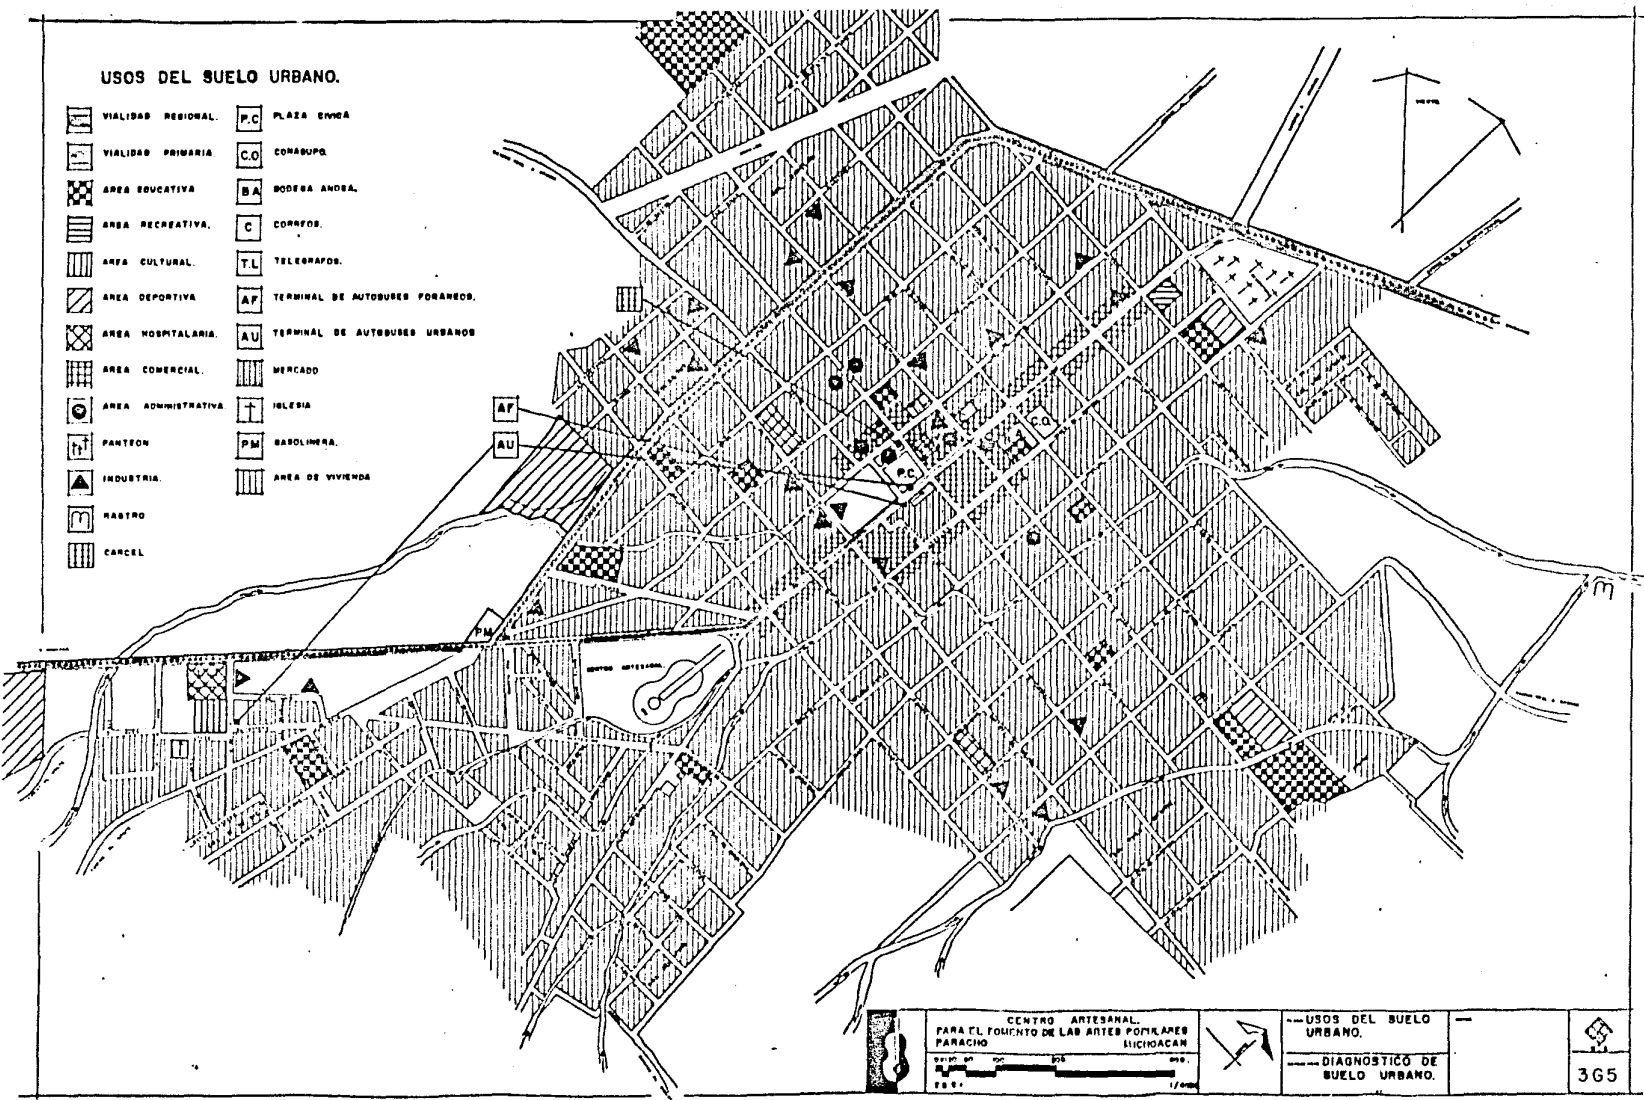 USOS DEL SUELO URBANO.
VIALIDAD REGIONAL.
VIALIDAD PRIMARIA
AREA EDUCATIVA
AREA RECREATIVA.
AREA CULTURAL.
AREA DEPORTIVA
AREA HOSPITALARIA.
AREA COMERCIAL.
AREA ADMINISTRATIVA.
PANTEON
INDUSTRIA.
RASTRO
CARCEL
P.C PLAZA CIVICA
C.O CONASUPO.
BA BODEGA ANDSA.
C CORREOS.
T.L TELEGRAFOS.
AF TERMINAL DE AUTOBUSES FORANEOS.
AU TERMINAL DE AUTOBUSES URBANOS
MERCADO
IGLESIA
PM GASOLINERA.
AREA DE VIVIENDA
AF
AU
C.O.
P.C
PM
CENTRO ARTESANAL.
CENTRO ARTESANAL.
PARA EL FOMENTO DE LAS ARTES POPULARES
PARACHO MICHOACAN
USOS DEL SUELO
URBANO.
DIAGNOSTICO DE
SUELO URBANO.
3G5